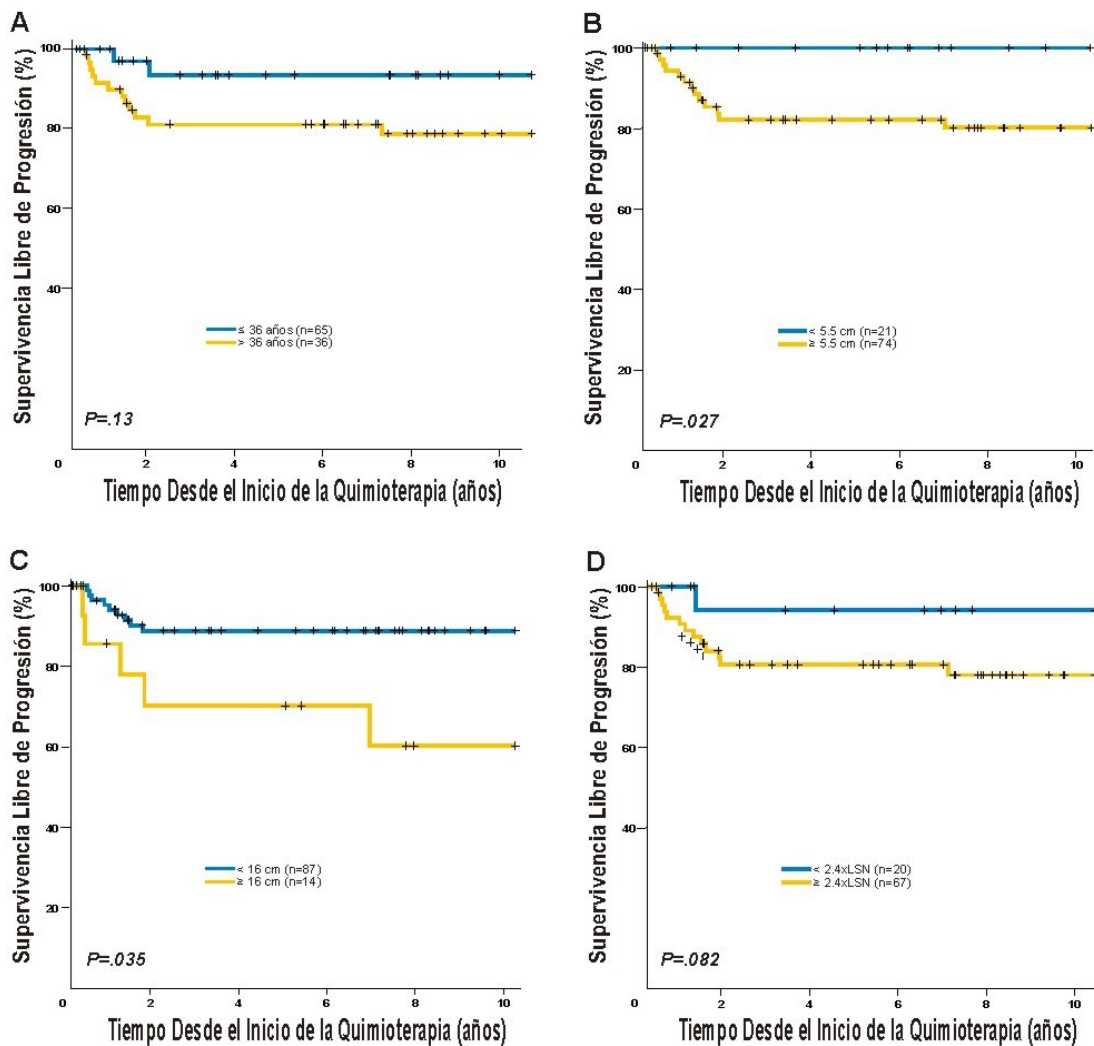 A
Supervivencia Libre de Progresión (%)
100
80
60
40
≤ 36 años (n=65)
> 36 años (n=36)
P=.13
0 2 4 6 8 10
Tiempo Desde el Inicio de la Quimioterapia (años)
B
Supervivencia Libre de Progresión (%)
100
80
60
40
20
< 5.5 cm (n=21)
≥ 5.5 cm (n=74)
P=.027
0 2 4 6 8 10
Tiempo Desde el Inicio de la Quimioterapia (años)
C
Supervivencia Libre de Progresión (%)
100
80
60
40
20
< 16 cm (n=87)
≥ 16 cm (n=14)
P=.035
0 2 4 6 8 10
Tiempo Desde el Inicio de la Quimioterapia (años)
D
Supervivencia Libre de Progresión (%)
100
80
60
40
< 2.4xLSN (n=20)
≥ 2.4xLSN (n=67)
P=.082
0 2 4 6 8 10
Tiempo Desde el Inicio de la Quimioterapia (años)